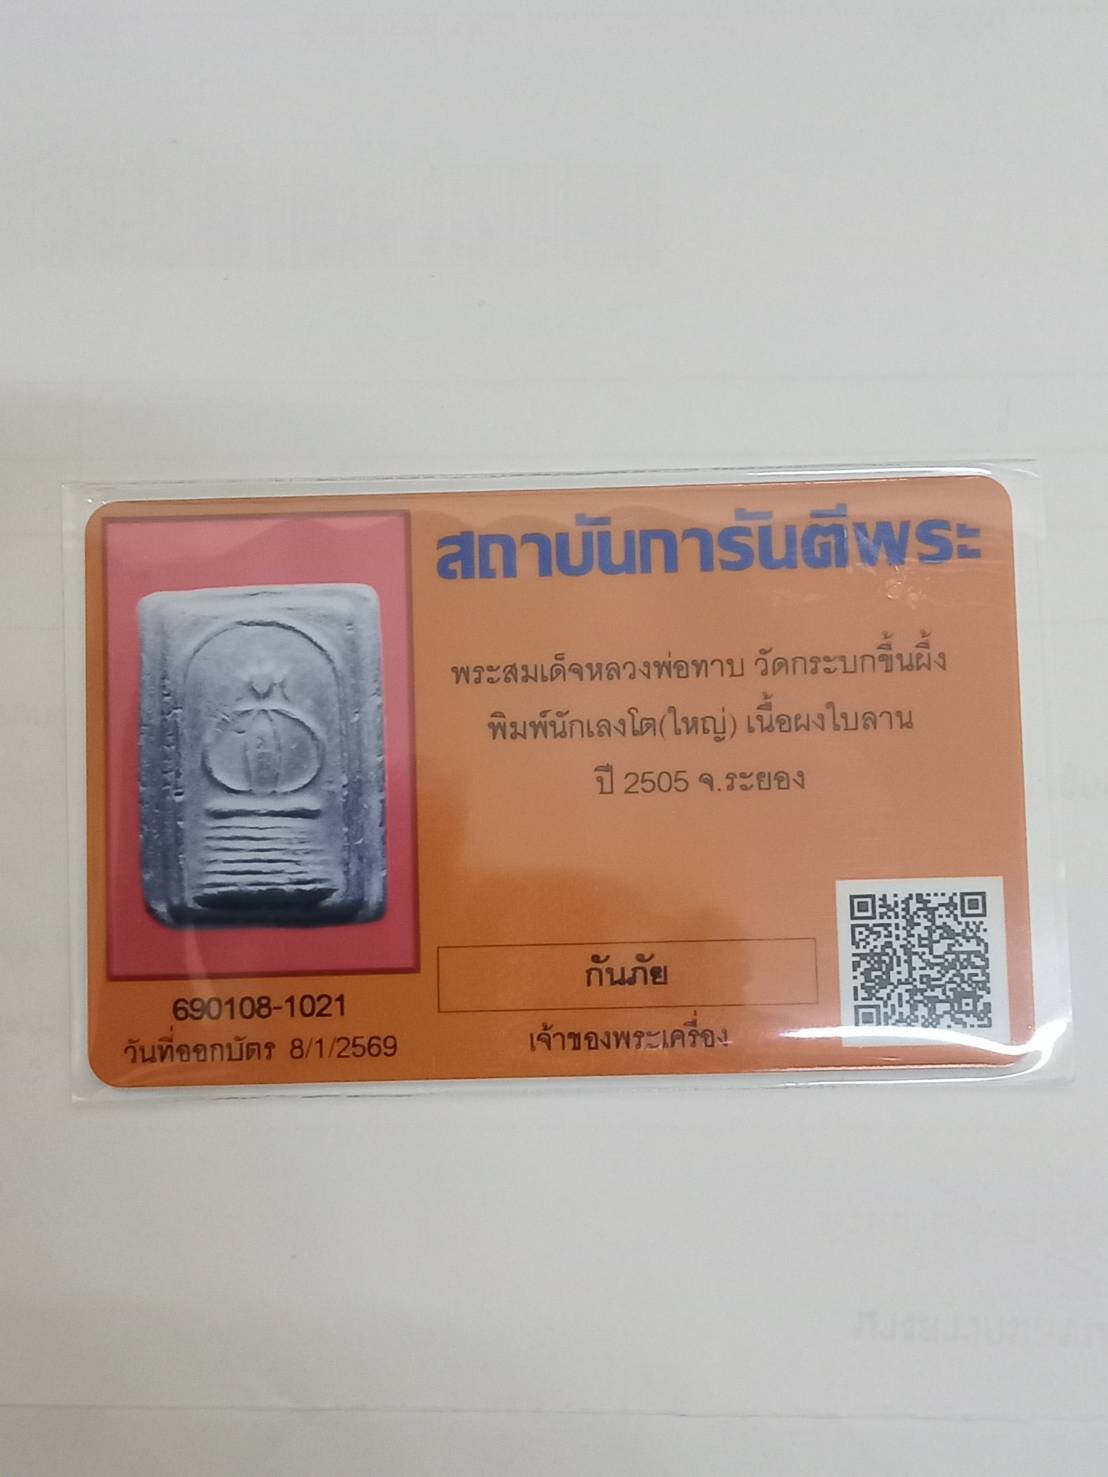 สถาบันการันตีพระ
พระสมเด็จหลวงพ่อทาบ วัดกระบกขึ้นผึ้ง
พิมพ์นักเลงโต(ใหญ่) เนื้อผงใบลาน
ปี 2505 จ.ระยอง
กันภัย
เจ้าของพระเครื่อง
690108-1021
วันที่ออกบัตร 8/1/2569